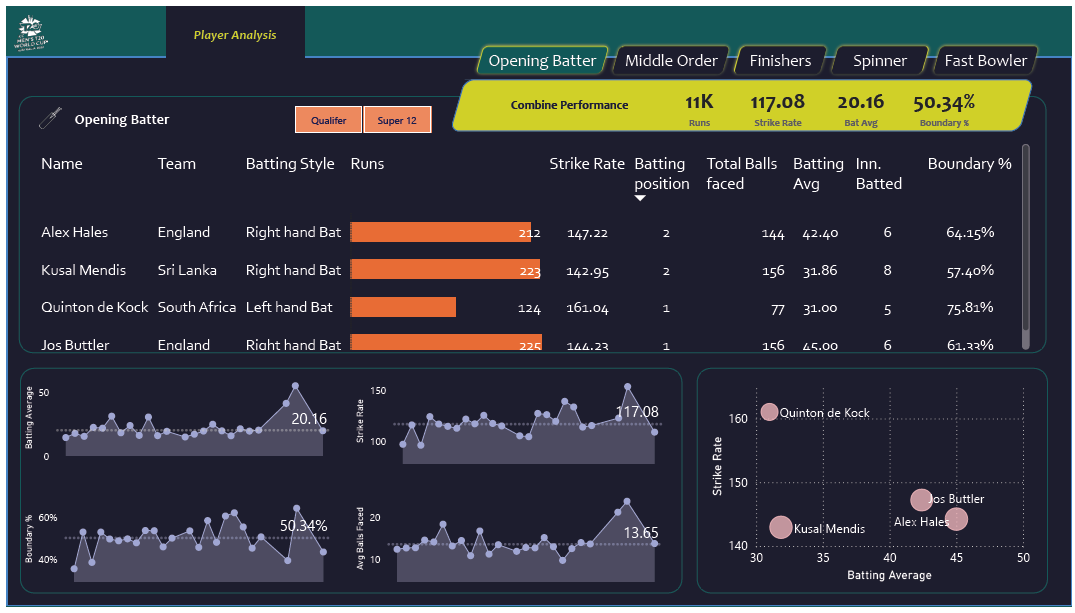 MEN'S T20
WORLD CUP
Player Analysis
Opening Batter Middle Order Finishers Spinner Fast Bowler
Combine Performance 11K 117.08 20.16 50.34%
Runs Strike Rate Bat Avg Boundary %
Opening Batter Qualifer Super 12
Name Team Batting Style Runs Strike Rate Batting position Total Balls faced Batting Avg Inn. Batted Boundary %
Alex Hales England Right hand Bat 212 147.22 2 144 42.40 6 64.15%
Kusal Mendis Sri Lanka Right hand Bat 223 142.95 2 156 31.86 8 57.40%
Quinton de Kock South Africa Left hand Bat 124 161.04 1 77 31.00 5 75.81%
Jos Buttler England Right hand Bat 225 144.23 1 156 45.00 6 61.33%
Batting Average
50
0
20.16
Strike Rate
150
100
117.08
Boundary %
60%
40%
50.34%
Avg Balls Faced
20
10
13.65
Strike Rate
160
150
140
Quinton de Kock
Jos Buttler
Alex Hales
Kusal Mendis
30 35 40 45 50
Batting Average